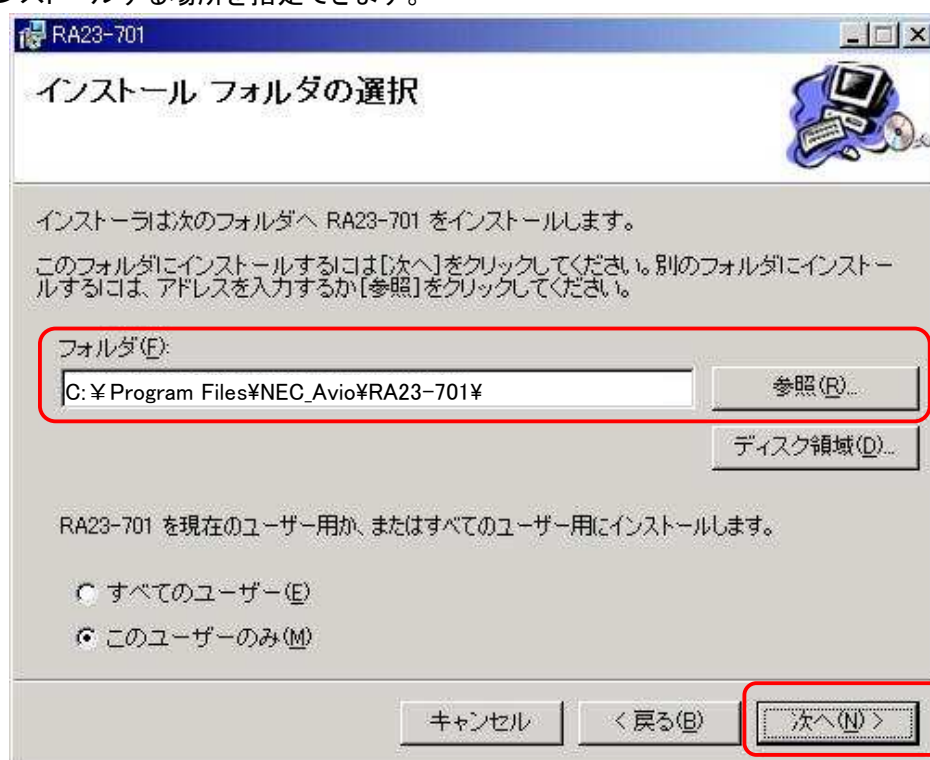 ストールする場所を指定できます。
RA23-701
インストール フォルダの選択
インストーラは次のフォルダへ RA23-701 をインストールします。
このフォルダにインストールするには[次へ]をクリックしてください。別のフォルダにインストー
ルするには、アドレスを入力するか[参照]をクリックしてください。
フォルダ(F):
C:¥Program Files¥NEC_Avio¥RA23-701¥
参照(R)...
ディスク領域(D)...
RA23-701 を現在のユーザー用か、またはすべてのユーザー用にインストールします。
すべてのユーザー(E)
このユーザーのみ(M)
キャンセル
< 戻る(B)
次へ(N) >